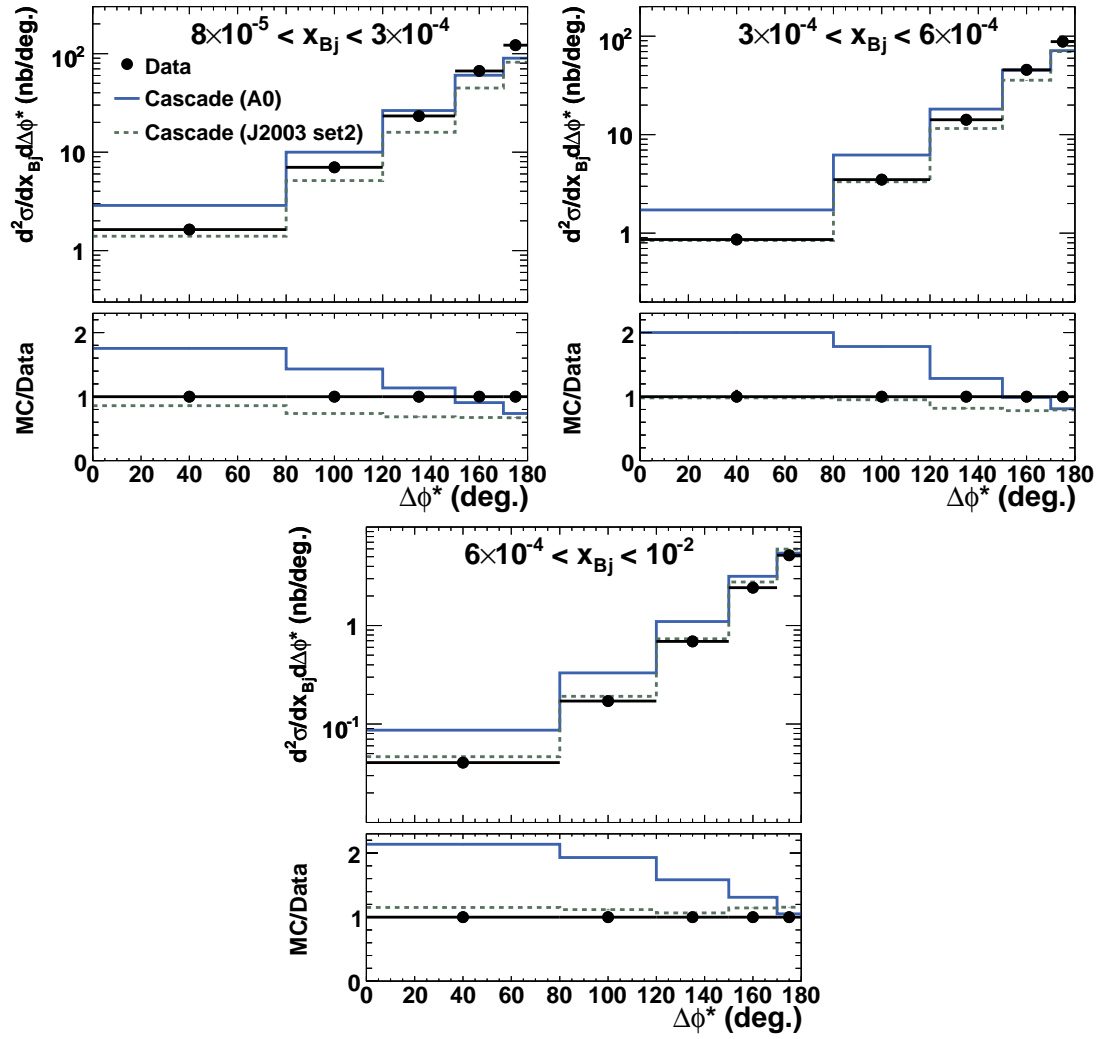 8×10⁻⁵ < x_Bj < 3×10⁻⁴
d²σ/dx_Bj dΔφ* (nb/deg.)
10²
10
1
Data
Cascade (A0)
Cascade (J2003 set2)
MC/Data
2
1
0
0 20 40 60 80 100 120 140 160 180
Δφ* (deg.)
3×10⁻⁴ < x_Bj < 6×10⁻⁴
d²σ/dx_Bj dΔφ* (nb/deg.)
10²
10
1
MC/Data
2
1
0
0 20 40 60 80 100 120 140 160 180
Δφ* (deg.)
6×10⁻⁴ < x_Bj < 10⁻²
d²σ/dx_Bj dΔφ* (nb/deg.)
1
10⁻¹
MC/Data
2
1
0
0 20 40 60 80 100 120 140 160 180
Δφ* (deg.)